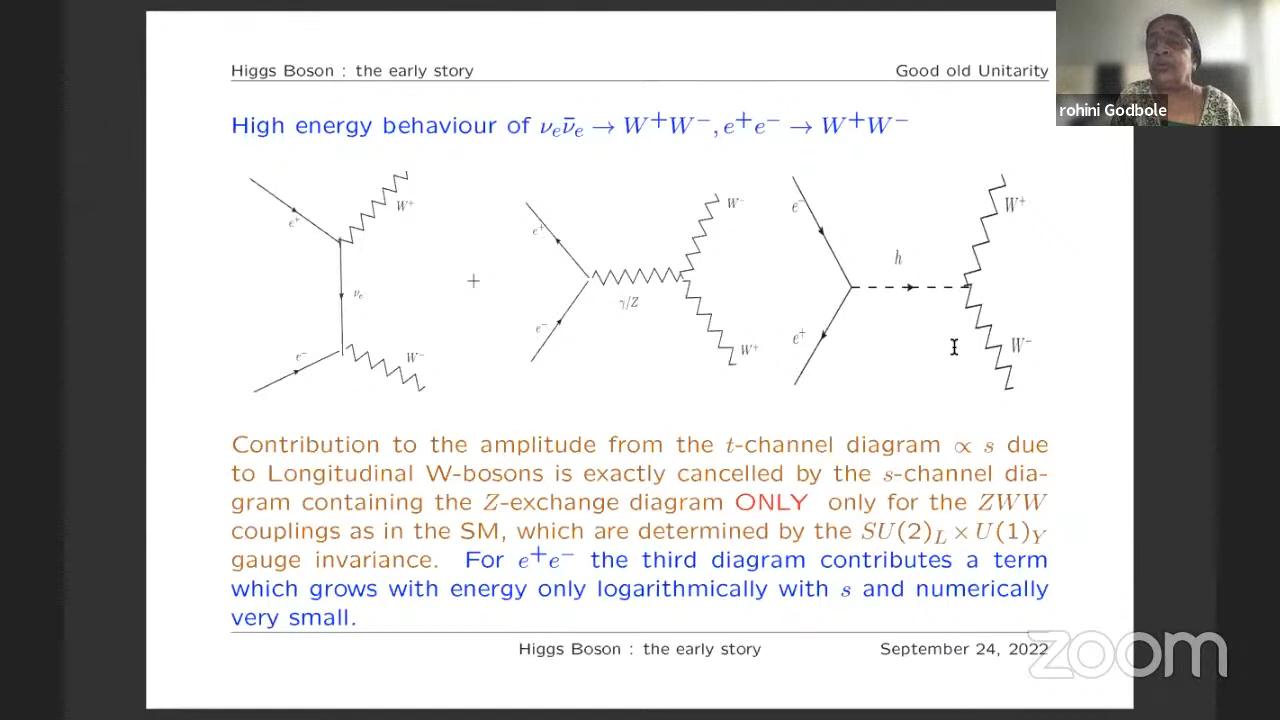 Higgs Boson : the early story
Good old Unitarity
rohini Godbole
High energy behaviour of νₑν̄ₑ → W⁺W⁻, e⁺e⁻ → W⁺W⁻
e⁺
W⁺
νₑ
e⁻
W⁻
+
e⁺
W⁻
γ/Z
e⁻
W⁺
e⁻
W⁺
h
e⁺
W⁻
Contribution to the amplitude from the t-channel diagram ∝ s due
to Longitudinal W-bosons is exactly cancelled by the s-channel dia-
gram containing the Z-exchange diagram ONLY only for the ZWW
couplings as in the SM, which are determined by the SU(2)_L × U(1)_Y
gauge invariance. For e⁺e⁻ the third diagram contributes a term
which grows with energy only logarithmically with s and numerically
very small.
Higgs Boson : the early story
September 24, 2022
zoom